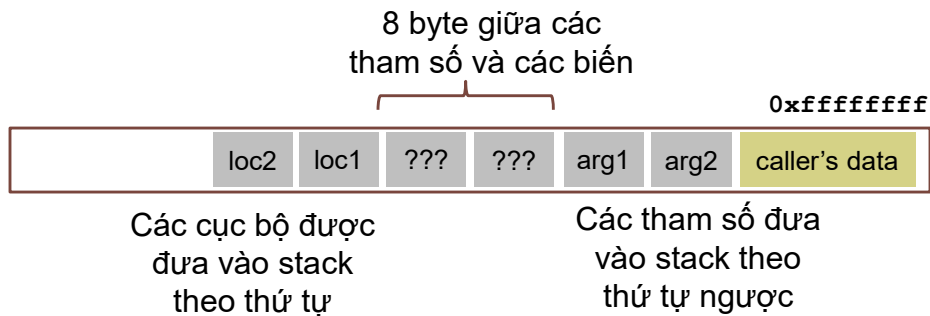 8 byte giữa các
tham số và các biến
0xffffffff
loc2 loc1 ??? ??? arg1 arg2 caller's data
Các cục bộ được
đưa vào stack
theo thứ tự
Các tham số đưa
vào stack theo
thứ tự ngược